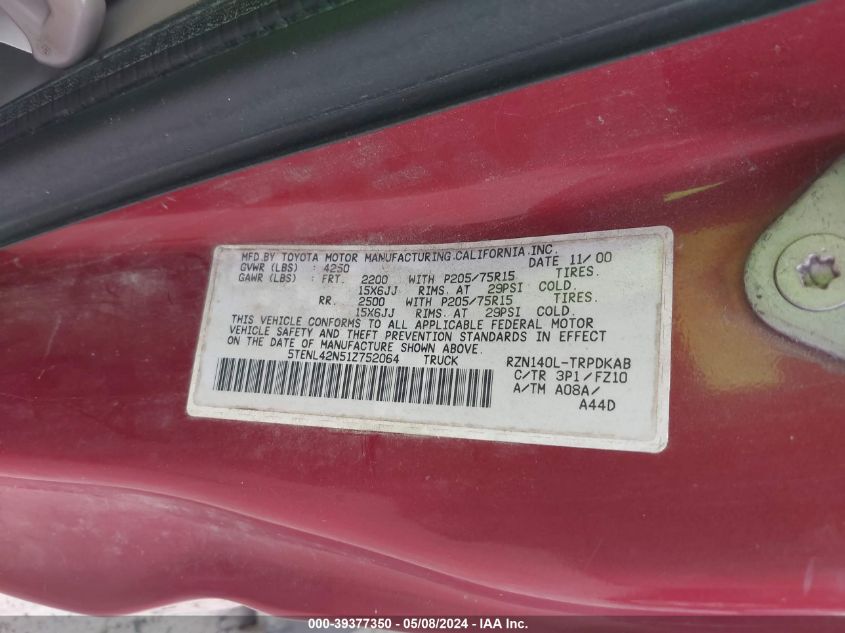 MFD.BY TOYOTA MOTOR MANUFACTURING,CALIFORNIA,INC.
GVWR (LBS) : 4250 DATE 11/00
GAWR (LBS) : FRT. 2200 WITH P205/75R15 TIRES.
15X6JJ RIMS. AT 29PSI COLD.
RR. 2500 WITH P205/75R15 TIRES.
15X6JJ RIMS. AT 29PSI COLD.
THIS VEHICLE CONFORMS TO ALL APPLICABLE FEDERAL MOTOR
VEHICLE SAFETY AND THEFT PREVENTION STANDARDS IN EFFECT
ON THE DATE OF MANUFACTURE SHOWN ABOVE.
5TENL42N51Z752064 TRUCK RZN140L-TRPDKAB
C/TR 3P1/FZ10
A/TM A08A/
A44D
000-39377350 / 05/08/2024 - IAA Inc.